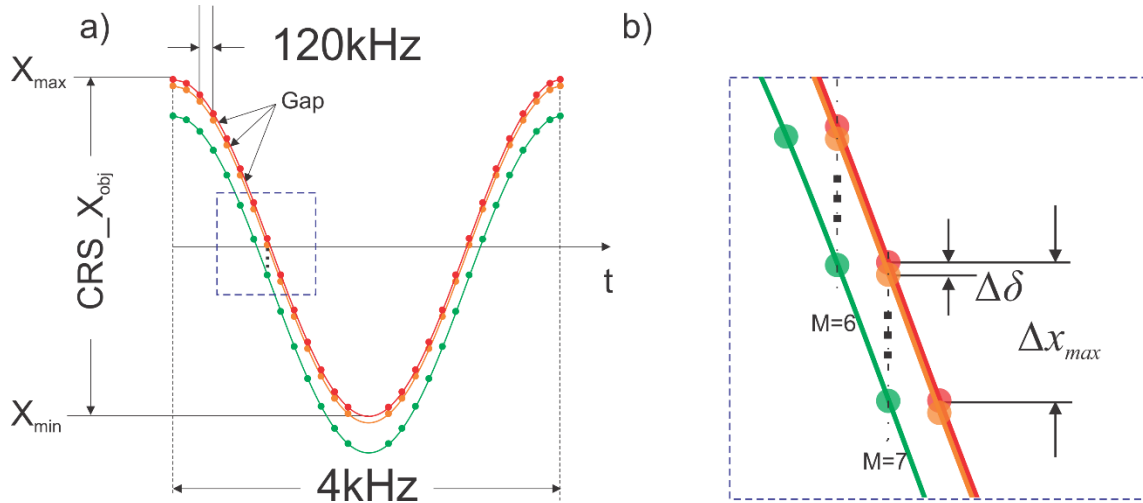 a)
120kHz
X_max
Gap
CRS_X_obj
t
X_min
4kHz
b)
Δδ
M=6
Δx_max
M=7